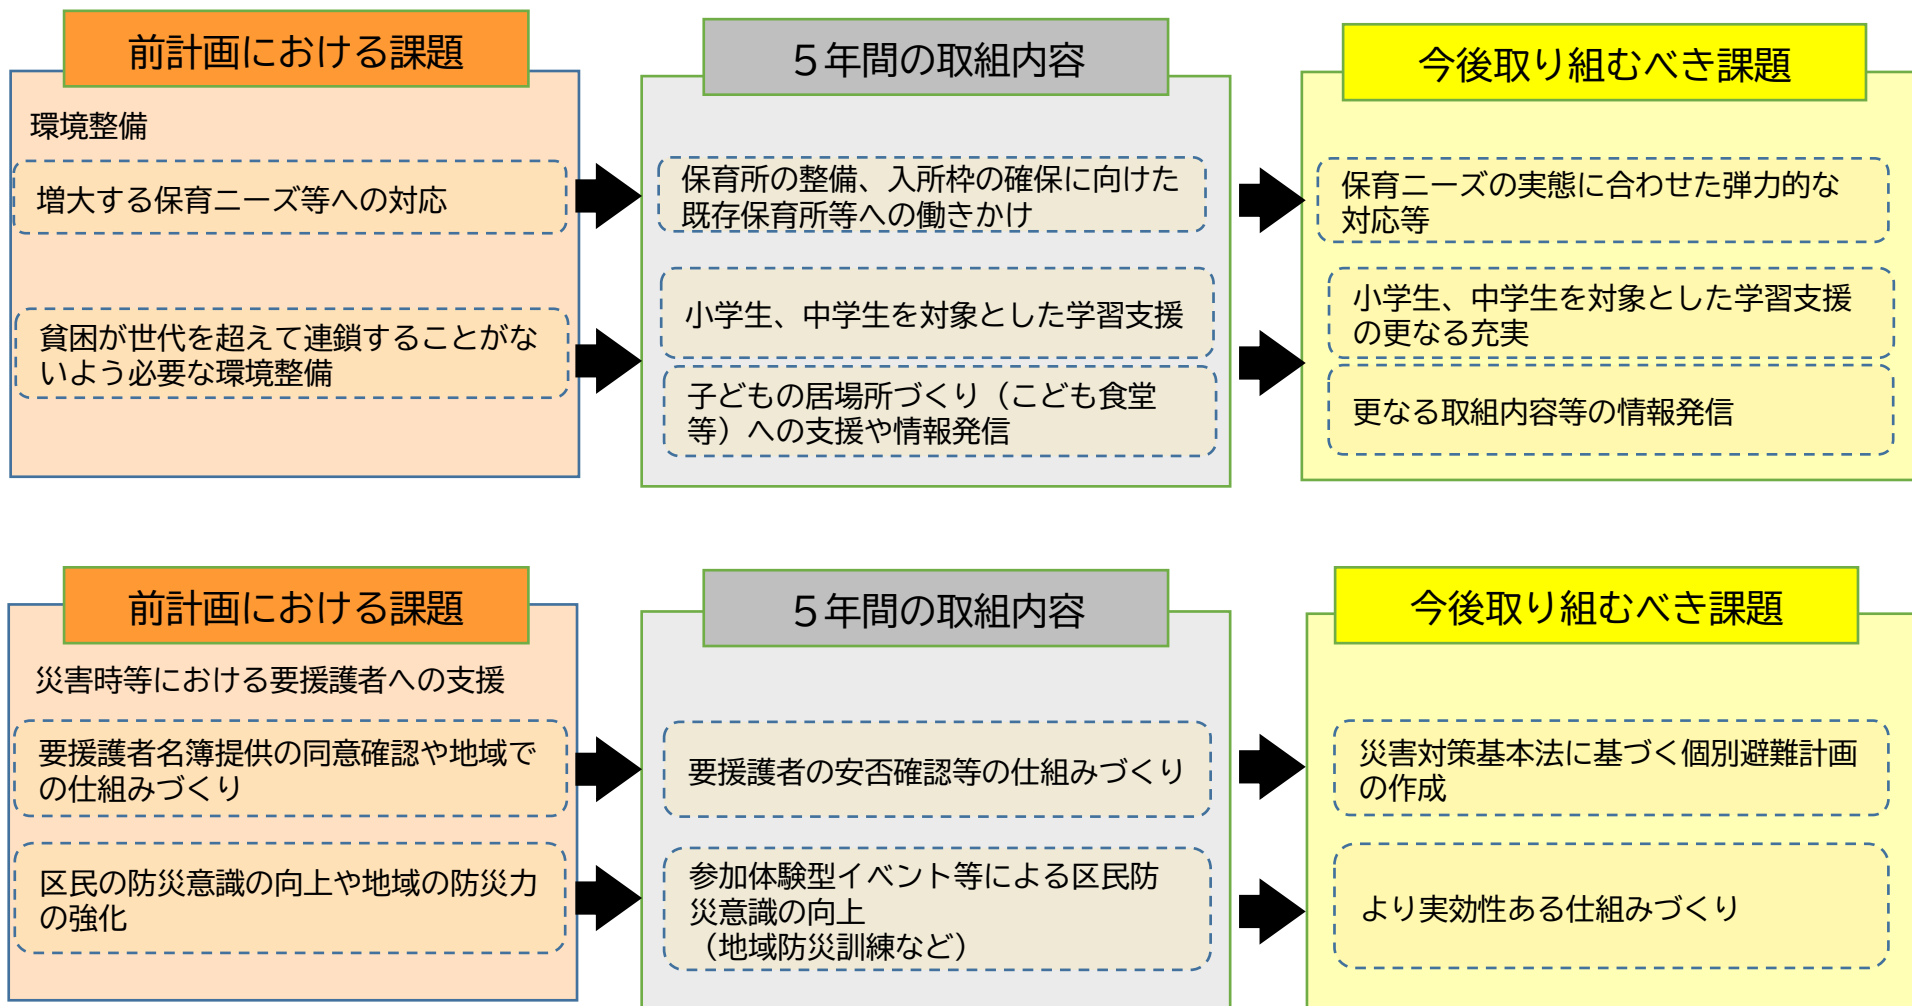 前計画における課題
環境整備
増大する保育ニーズ等への対応
貧困が世代を超えて連鎖することがな
いよう必要な環境整備
５年間の取組内容
保育所の整備、入所枠の確保に向けた
既存保育所等への働きかけ
小学生、中学生を対象とした学習支援
子どもの居場所づくり（こども食堂
等）への支援や情報発信
今後取り組むべき課題
保育ニーズの実態に合わせた弾力的な
対応等
小学生、中学生を対象とした学習支援
の更なる充実
更なる取組内容等の情報発信
前計画における課題
災害時等における要援護者への支援
要援護者名簿提供の同意確認や地域で
の仕組みづくり
区民の防災意識の向上や地域の防災力
の強化
５年間の取組内容
要援護者の安否確認等の仕組みづくり
参加体験型イベント等による区民防
災意識の向上
（地域防災訓練など）
今後取り組むべき課題
災害対策基本法に基づく個別避難計画
の作成
より実効性ある仕組みづくり